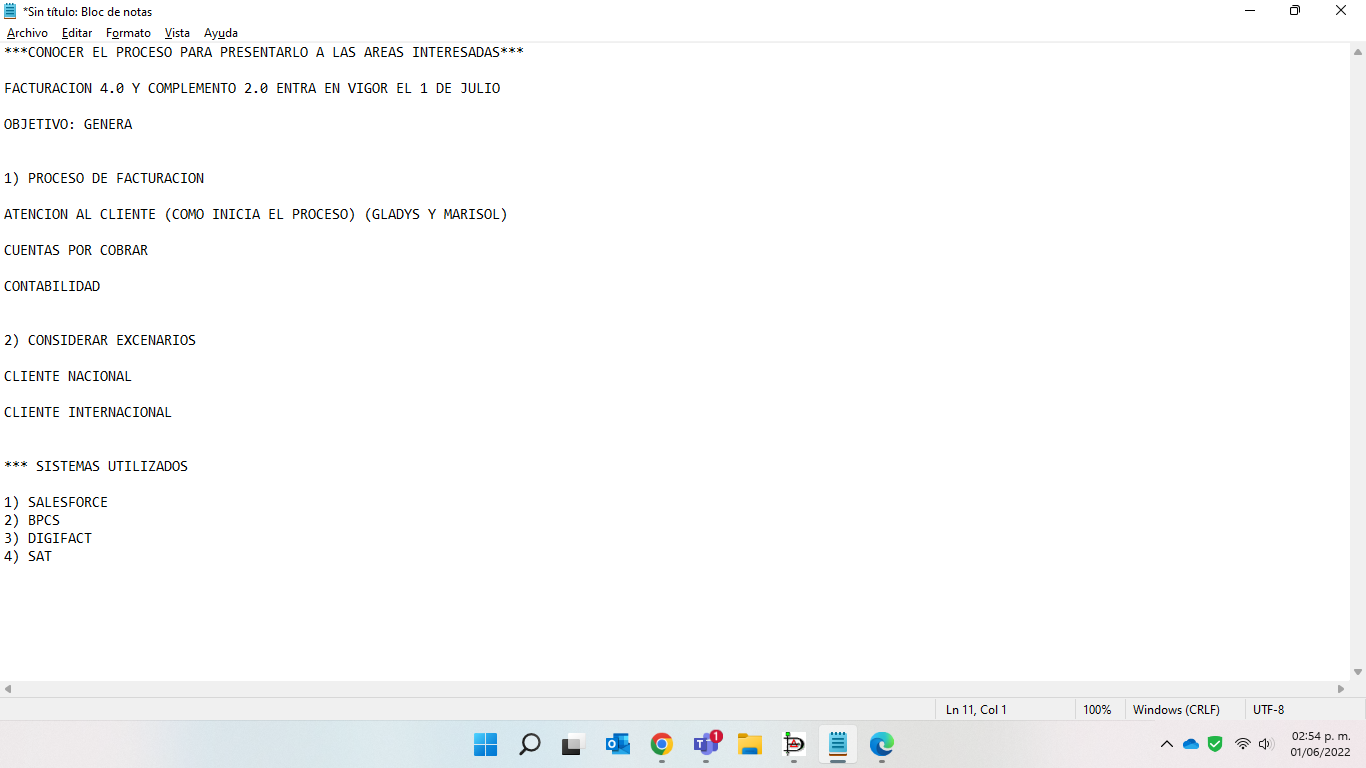 *Sin título: Bloc de notas
Archivo Editar Formato Vista Ayuda
***CONOCER EL PROCESO PARA PRESENTARLO A LAS AREAS INTERESADAS***
FACTURACION 4.0 Y COMPLEMENTO 2.0 ENTRA EN VIGOR EL 1 DE JULIO
OBJETIVO: GENERA
1) PROCESO DE FACTURACION
ATENCION AL CLIENTE (COMO INICIA EL PROCESO) (GLADYS Y MARISOL)
CUENTAS POR COBRAR
CONTABILIDAD
2) CONSIDERAR EXCENARIOS
CLIENTE NACIONAL
CLIENTE INTERNACIONAL
*** SISTEMAS UTILIZADOS
1) SALESFORCE
2) BPCS
3) DIGIFACT
4) SAT
Ln 11, Col 1 100% Windows (CRLF) UTF-8
1
02:54 p. m.
01/06/2022